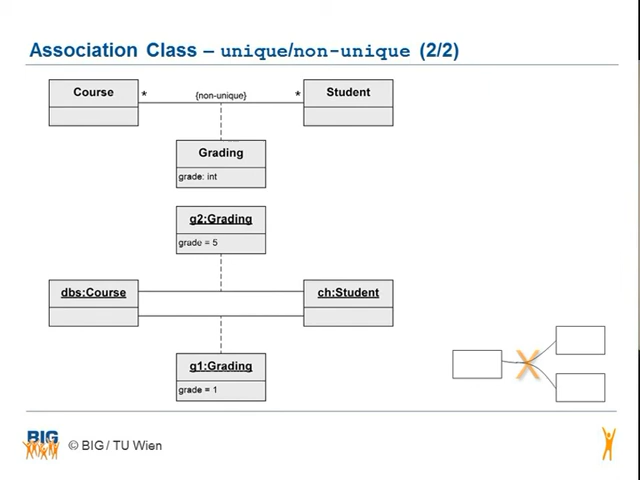 Association Class – unique/non-unique (2/2)
Course
*
{non-unique}
*
Student
Grading
grade: int
g2:Grading
grade = 5
dbs:Course
ch:Student
g1:Grading
grade = 1
BIG
© BIG / TU Wien